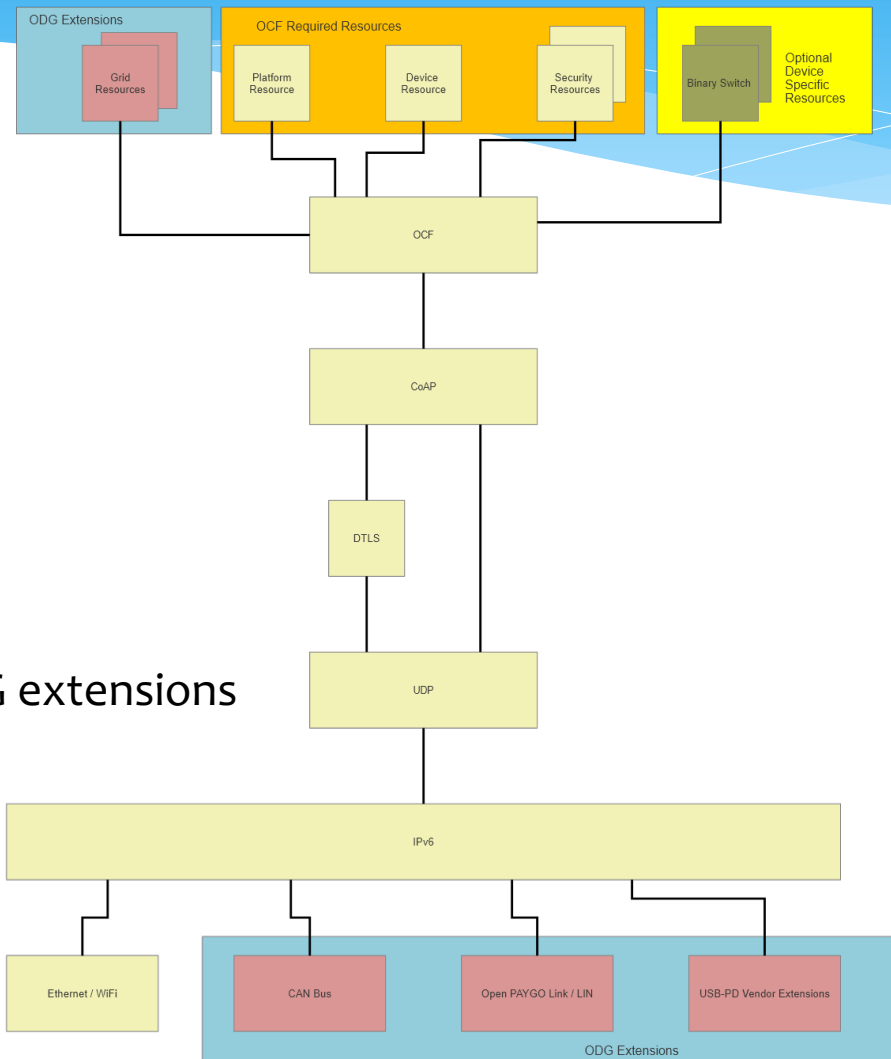 ODG Extensions
OCF Required Resources
Optional
Device
Specific
Resources
Grid
Resources
Platform
Resource
Device
Resource
Security
Resources
Binary Switch
OCF
CoAP
DTLS
UDP
extensions
IPv6
Ethernet / WiFi
CAN Bus
Open PAYGO Link / LIN
USB-PD Vendor Extensions
ODG Extensions